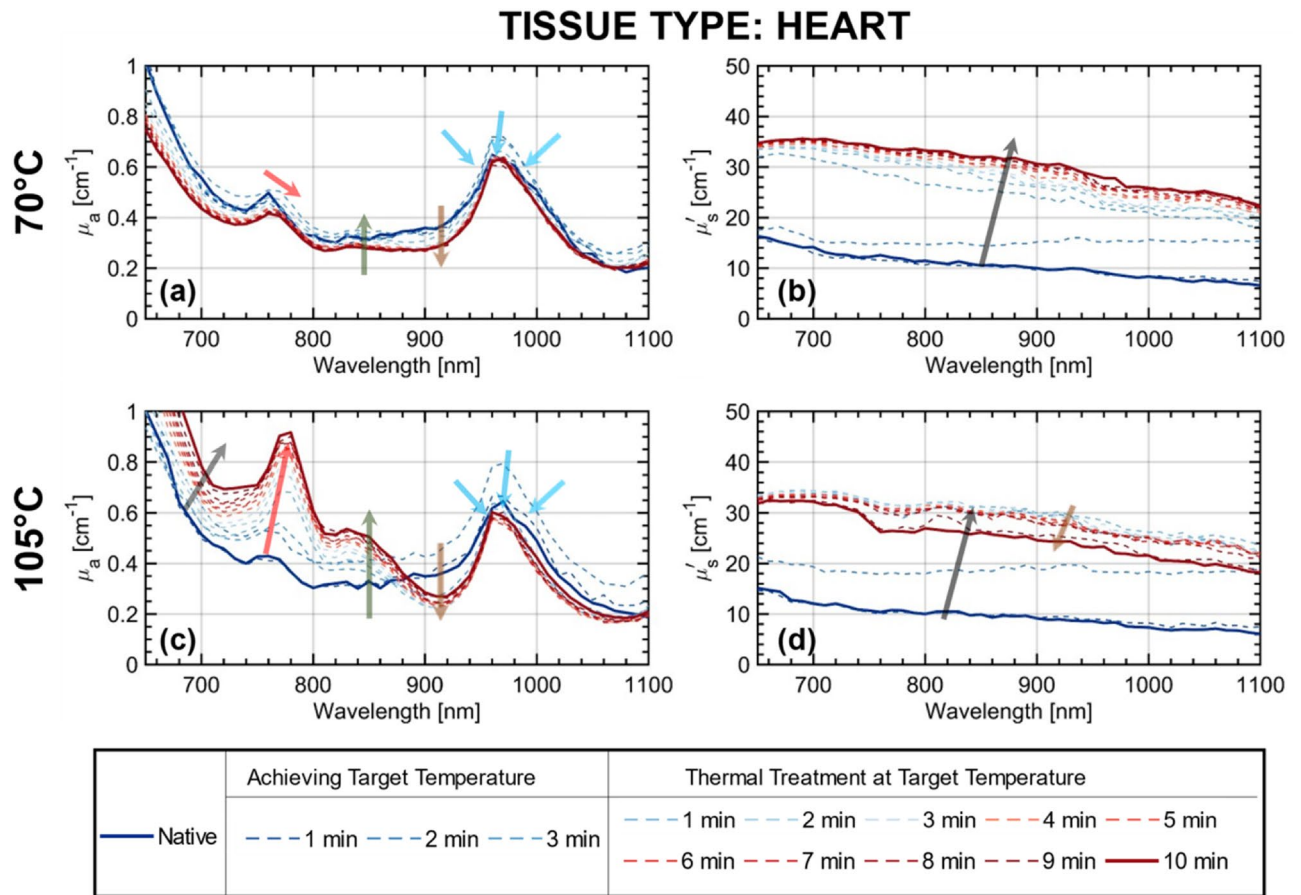 TISSUE TYPE: HEART
70°C
1
0.8
0.6
0.4
0.2
0
μa [cm-1]
(a)
700 800 900 1000 1100
Wavelength [nm]
50
40
30
20
10
0
μs′ [cm-1]
(b)
700 800 900 1000 1100
Wavelength [nm]
105°C
1
0.8
0.6
0.4
0.2
0
μa [cm-1]
(c)
700 800 900 1000 1100
Wavelength [nm]
50
40
30
20
10
0
μs′ [cm-1]
(d)
700 800 900 1000 1100
Wavelength [nm]
Native
Achieving Target Temperature
1 min 2 min 3 min
Thermal Treatment at Target Temperature
1 min 2 min 3 min 4 min 5 min
6 min 7 min 8 min 9 min 10 min